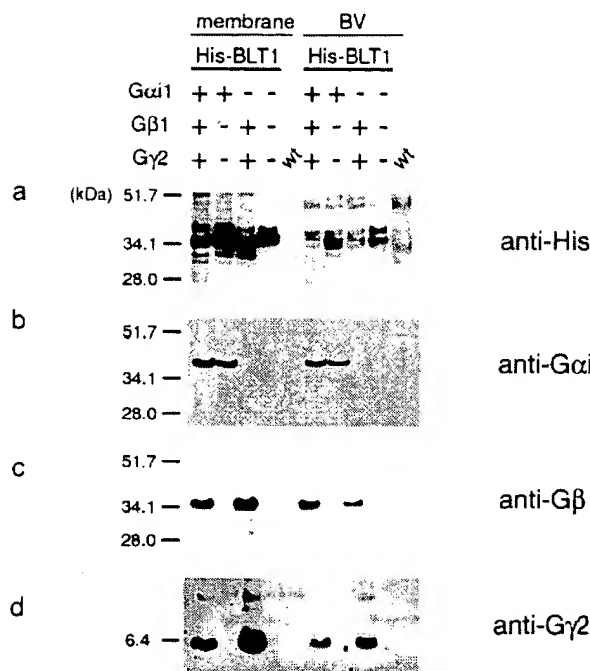 membrane BV
His-BLT1 His-BLT1
Gαi1 + + - - + + - -
Gβ1 + - + - + - + -
Gγ2 + - + - wt + - + - wt
a (kDa) 51.7
34.1
28.0
anti-His
b
51.7
34.1
28.0
anti-Gαi
c
51.7
34.1
28.0
anti-Gβ
d
6.4
anti-Gγ2